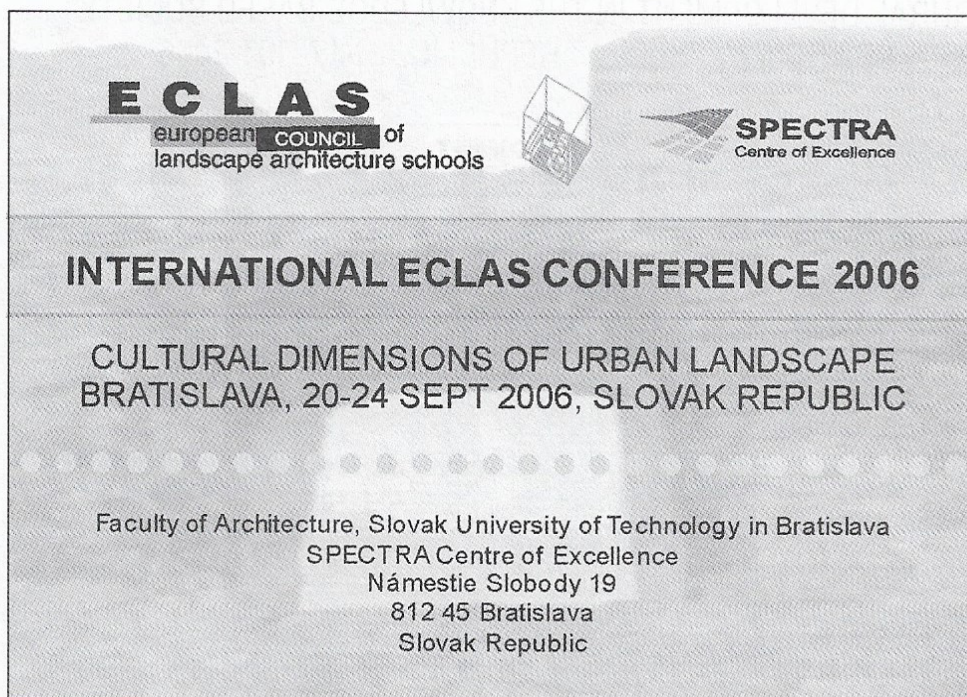 ECLAS
european COUNCIL of
landscape architecture schools
SPECTRA
Centre of Excellence
INTERNATIONAL ECLAS CONFERENCE 2006
CULTURAL DIMENSIONS OF URBAN LANDSCAPE
BRATISLAVA, 20-24 SEPT 2006, SLOVAK REPUBLIC
Faculty of Architecture, Slovak University of Technology in Bratislava
SPECTRA Centre of Excellence
Námestie Slobody 19
812 45 Bratislava
Slovak Republic